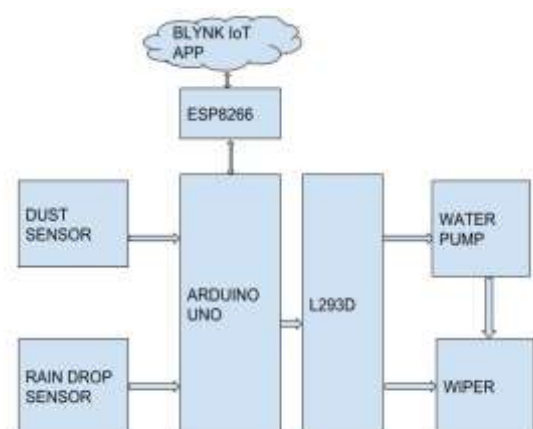 BLYNK IoT
APP
ESP8266
DUST
SENSOR
ARDUINO
UNO
L293D
WATER
PUMP
RAIN DROP
SENSOR
WIPER